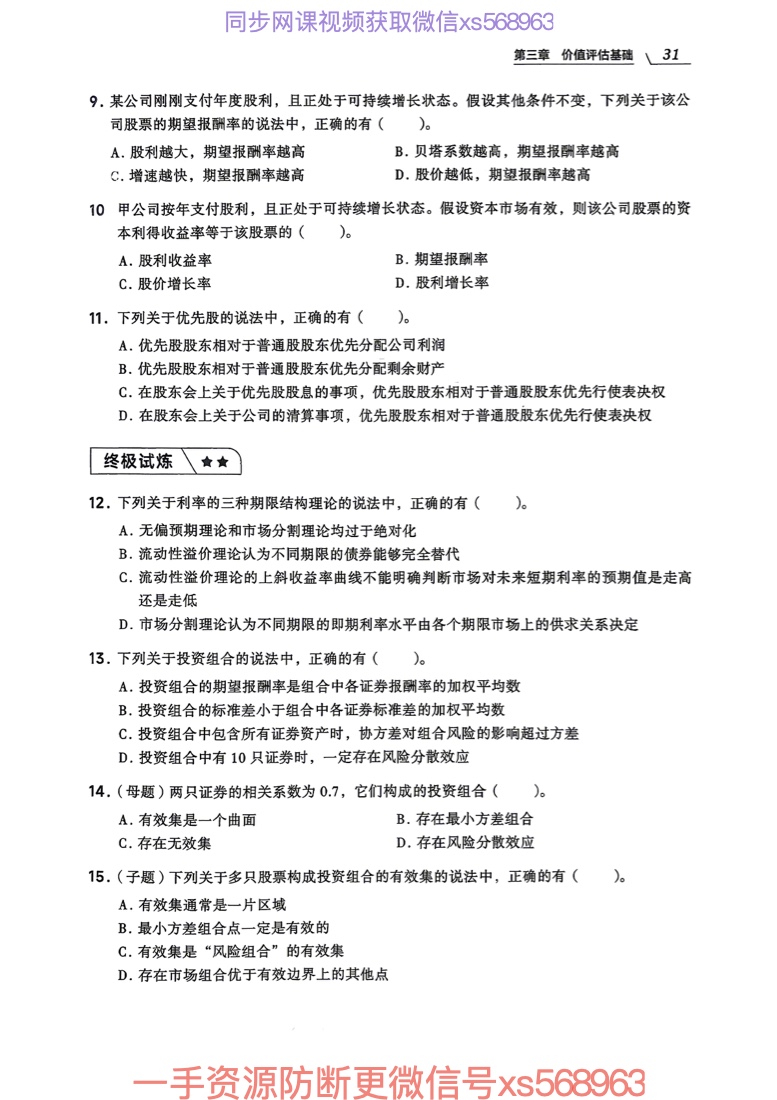 同步网课视频获取微信xs568963
第三章 价值评估基础 31
9. 某公司刚刚支付年度股利，且正处于可持续增长状态。假设其他条件不变，下列关于该公
司股票的期望报酬率的说法中，正确的有（ ）。
A. 股利越大，期望报酬率越高 B. 贝塔系数越高，期望报酬率越高
C. 增速越快，期望报酬率越高 D. 股价越低，期望报酬率越高
10 甲公司按年支付股利，且正处于可持续增长状态。假设资本市场有效，则该公司股票的资
本利得收益率等于该股票的（ ）。
A. 股利收益率 B. 期望报酬率
C. 股价增长率 D. 股利增长率
11. 下列关于优先股的说法中，正确的有（ ）。
A. 优先股股东相对于普通股股东优先分配公司利润
B. 优先股股东相对于普通股股东优先分配剩余财产
C. 在股东会上关于优先股股息的事项，优先股股东相对于普通股股东优先行使表决权
D. 在股东会上关于公司的清算事项，优先股股东相对于普通股股东优先行使表决权
终极试炼 ★★
12. 下列关于利率的三种期限结构理论的说法中，正确的有（ ）。
A. 无偏预期理论和市场分割理论均过于绝对化
B. 流动性溢价理论认为不同期限的债券能够完全替代
C. 流动性溢价理论的上斜收益率曲线不能明确判断市场对未来短期利率的预期值是走高
还是走低
D. 市场分割理论认为不同期限的即期利率水平由各个期限市场上的供求关系决定
13. 下列关于投资组合的说法中，正确的有（ ）。
A. 投资组合的期望报酬率是组合中各证券报酬率的加权平均数
B. 投资组合的标准差小于组合中各证券标准差的加权平均数
C. 投资组合中包含所有证券资产时，协方差对组合风险的影响超过方差
D. 投资组合中有 10 只证券时，一定存在风险分散效应
14.（母题）两只证券的相关系数为 0.7，它们构成的投资组合（ ）。
A. 有效集是一个曲面 B. 存在最小方差组合
C. 存在无效集 D. 存在风险分散效应
15.（子题）下列关于多只股票构成投资组合的有效集的说法中，正确的有（ ）。
A. 有效集通常是一片区域
B. 最小方差组合点一定是有效的
C. 有效集是“风险组合”的有效集
D. 存在市场组合优于有效边界上的其他点
一手资源防断更微信号xs568963